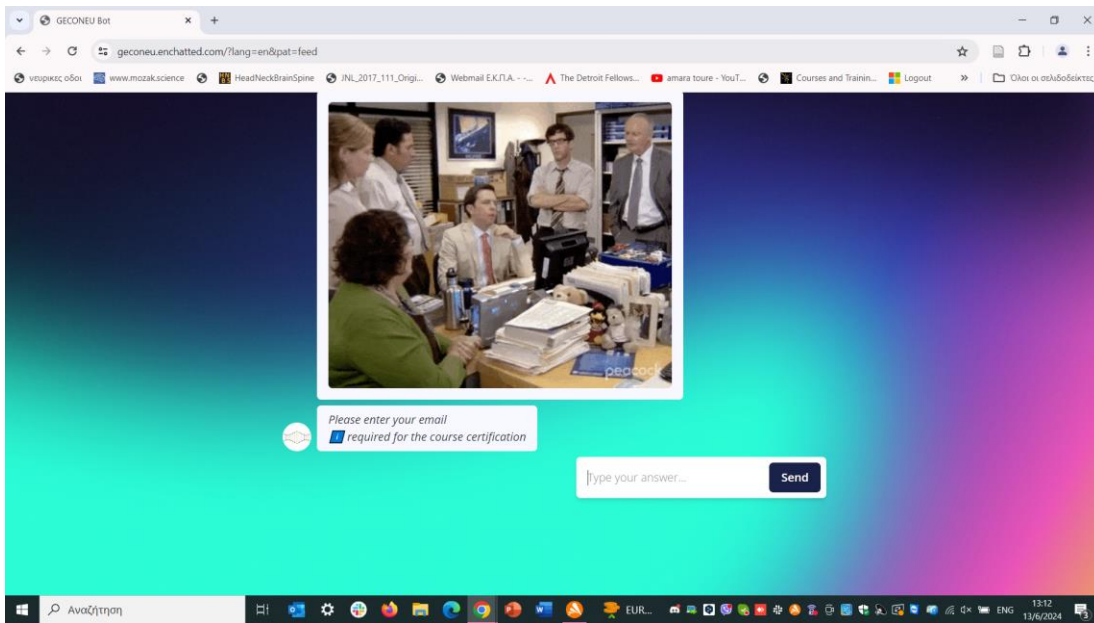 GECONEU Bot
geconeu.enchatted.com/?lang=en&pat=feed
νευρικες οδοι www.mozak.science HeadNeckBrainSpine JNL_2017_111_Origi... Webmail Ε.Κ.Π.Α. - -... The Detroit Fellows... amara toure - YouT... Courses and Trainin... Logout » Όλοι οι σελιδοδείκτες
peacock
Please enter your email
i required for the course certification
Type your answer...
Send
Αναζήτηση
EUR...
ENG
13:12
13/6/2024
3